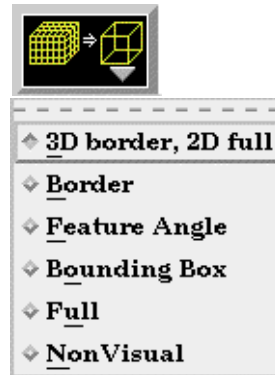 3D border, 2D full
Border
Feature Angle
Bounding Box
Full
NonVisual